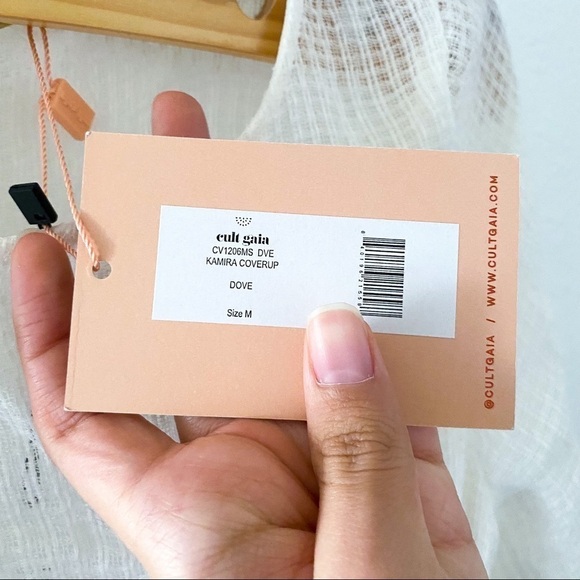 cult gaia
CV1206MS DVE
KAMIRA COVERUP
DOVE
Size M
@CULTGAIA / WWW.CULTGAIA.COM